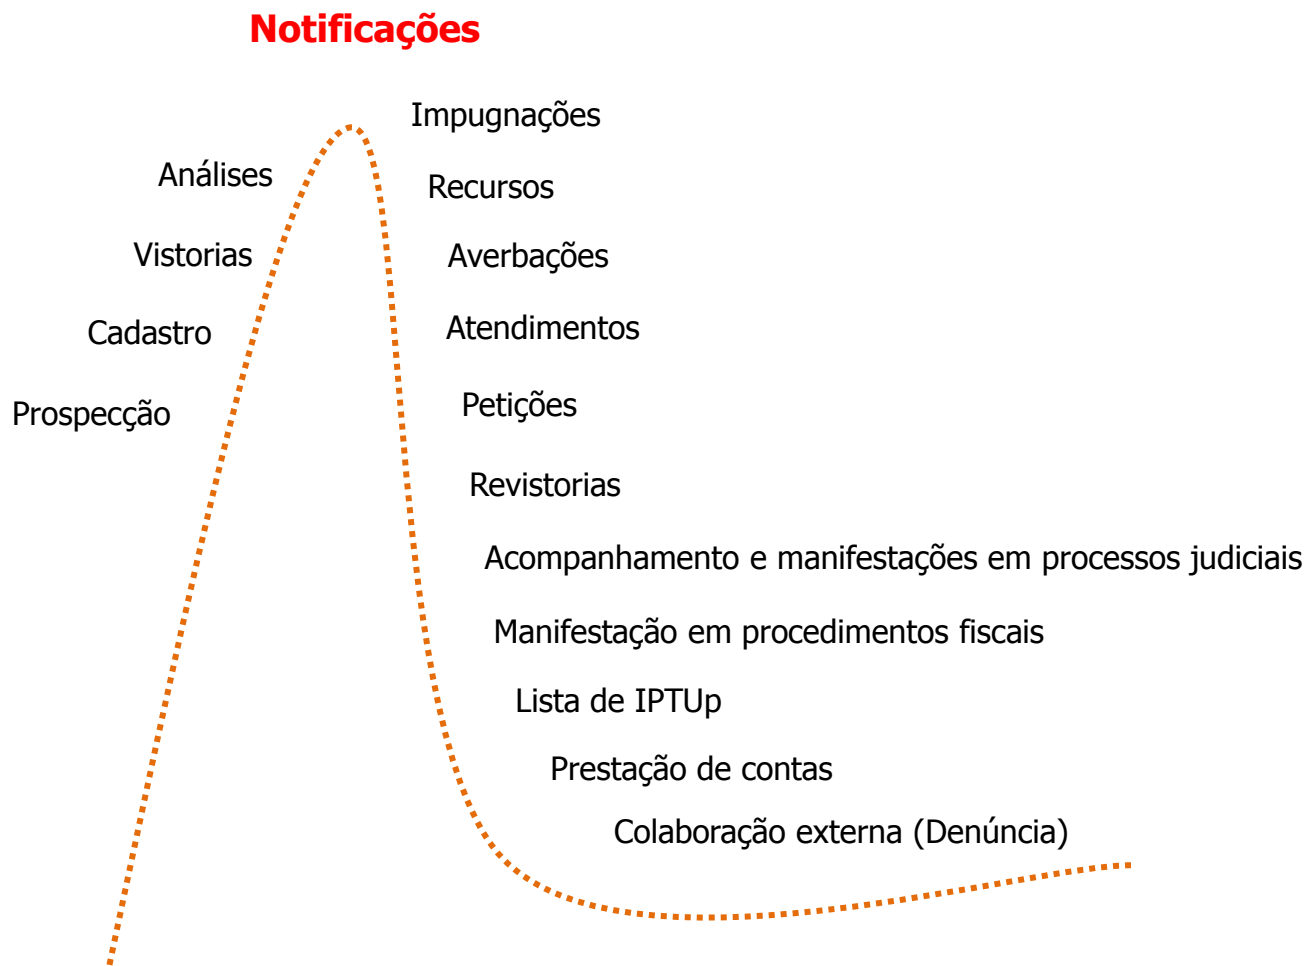 Notificações
Impugnações
Análises
Recursos
Vistorias
Averbações
Cadastro
Atendimentos
Prospecção
Petições
Revistorias
Acompanhamento e manifestações em processos judiciais
Manifestação em procedimentos fiscais
Lista de IPTUp
Prestação de contas
Colaboração externa (Denúncia)